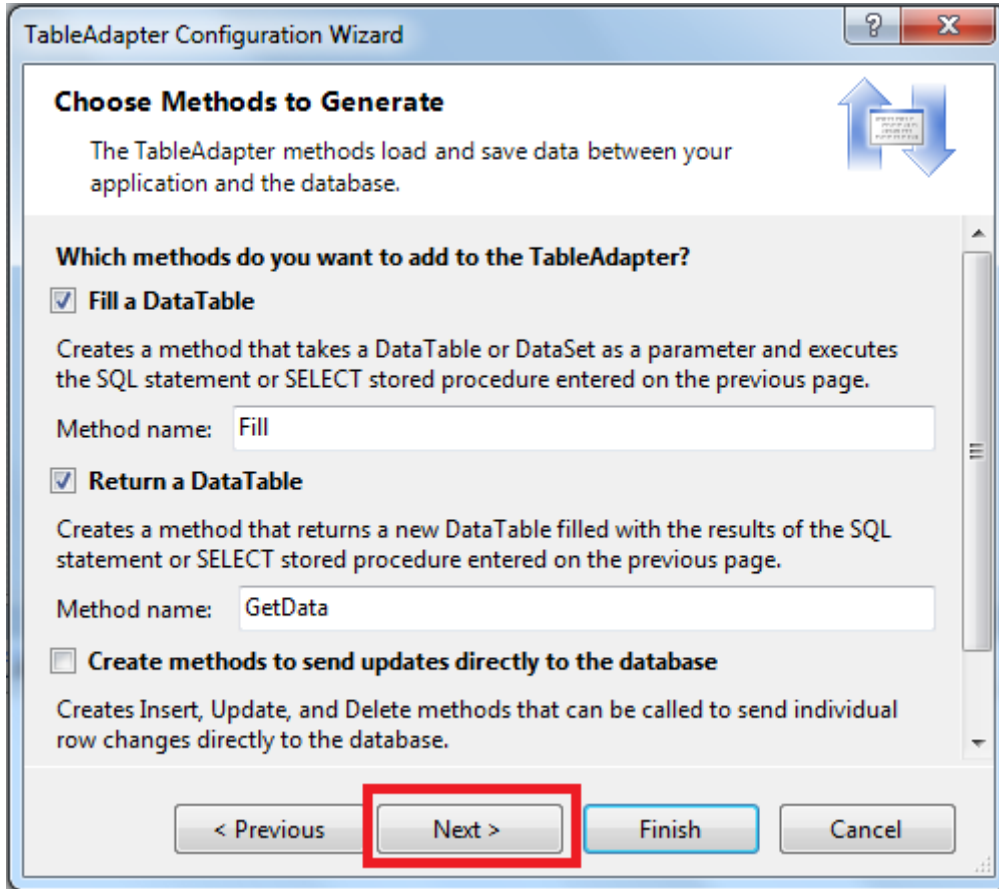 TableAdapter Configuration Wizard
?
X
Choose Methods to Generate
The TableAdapter methods load and save data between your
application and the database.
Which methods do you want to add to the TableAdapter?
Fill a DataTable
Creates a method that takes a DataTable or DataSet as a parameter and executes
the SQL statement or SELECT stored procedure entered on the previous page.
Method name: Fill
Return a DataTable
Creates a method that returns a new DataTable filled with the results of the SQL
statement or SELECT stored procedure entered on the previous page.
Method name: GetData
Create methods to send updates directly to the database
Creates Insert, Update, and Delete methods that can be called to send individual
row changes directly to the database.
< Previous Next > Finish Cancel